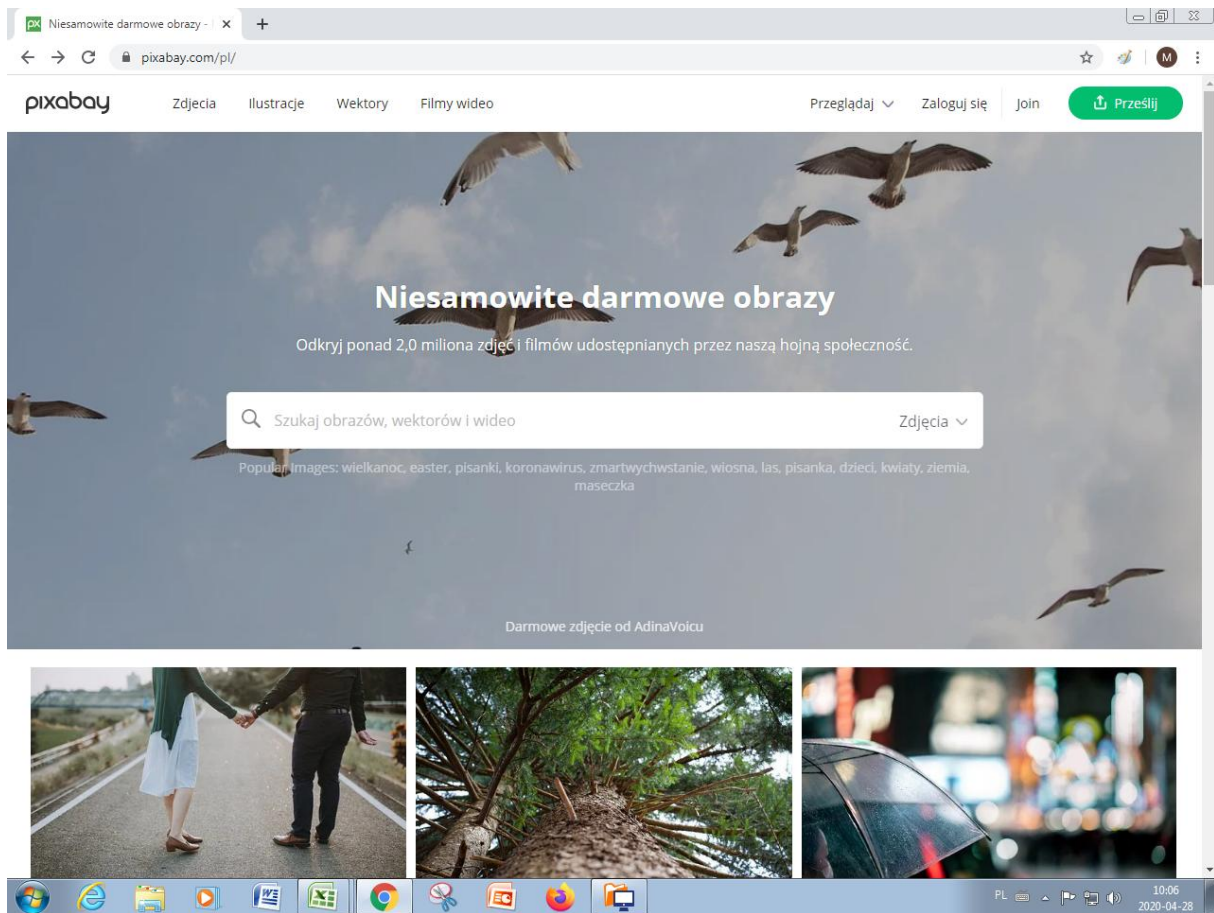 Niesamowite darmowe obrazy -
pixabay.com/pl/
M
pixabay Zdjecia Ilustracje Wektory Filmy wideo Przeglądaj Zaloguj się Join Prześlij
Niesamowite darmowe obrazy
Odkryj ponad 2,0 miliona zdjęć i filmów udostępnianych przez naszą hojną społeczność.
Szukaj obrazów, wektorów i wideo Zdjęcia
Popular Images: wielkanoc, easter, pisanki, koronawirus, zmartwychwstanie, wiosna, las, pisanka, dzieci, kwiaty, ziemia,
maseczka
Darmowe zdjęcie od AdinaVoicu
PL 10:06
2020-04-28